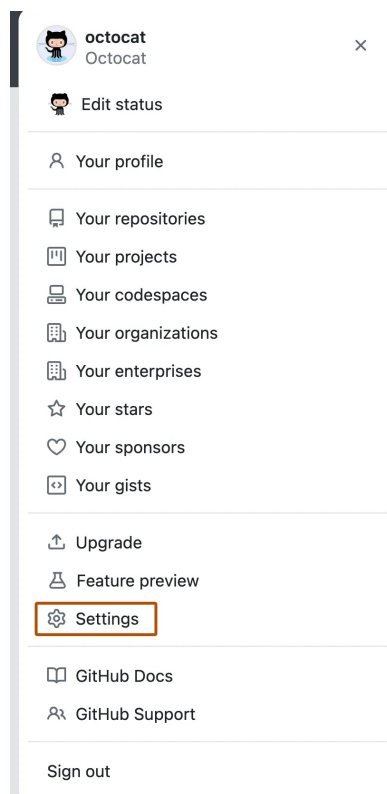 octocat
Octocat
Edit status
Your profile
Your repositories
Your projects
Your codespaces
Your organizations
Your enterprises
Your stars
Your sponsors
Your gists
Upgrade
Feature preview
Settings
GitHub Docs
GitHub Support
Sign out